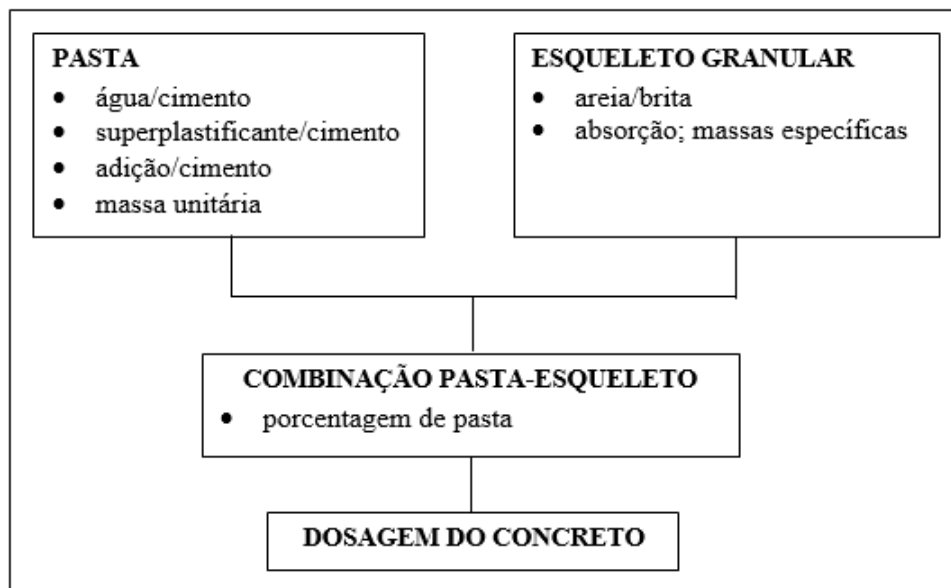 PASTA
• água/cimento
• superplastificante/cimento
• adição/cimento
• massa unitária
ESQUELETO GRANULAR
• areia/brita
• absorção; massas específicas
COMBINAÇÃO PASTA-ESQUELETO
• porcentagem de pasta
DOSAGEM DO CONCRETO